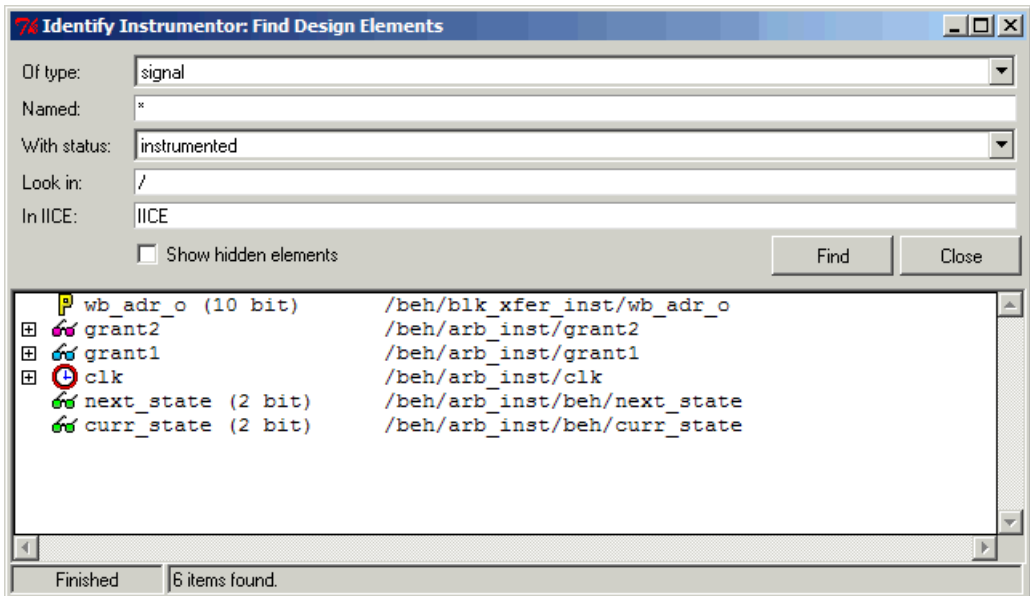 Identify Instrumentor: Find Design Elements
Of type: signal
Named: *
With status: instrumented
Look in: /
In IICE: IICE
Show hidden elements Find Close
P wb_adr_o (10 bit) /beh/blk_xfer_inst/wb_adr_o
grant2 /beh/arb_inst/grant2
grant1 /beh/arb_inst/grant1
clk /beh/arb_inst/clk
next_state (2 bit) /beh/arb_inst/beh/next_state
curr_state (2 bit) /beh/arb_inst/beh/curr_state
Finished 6 items found.